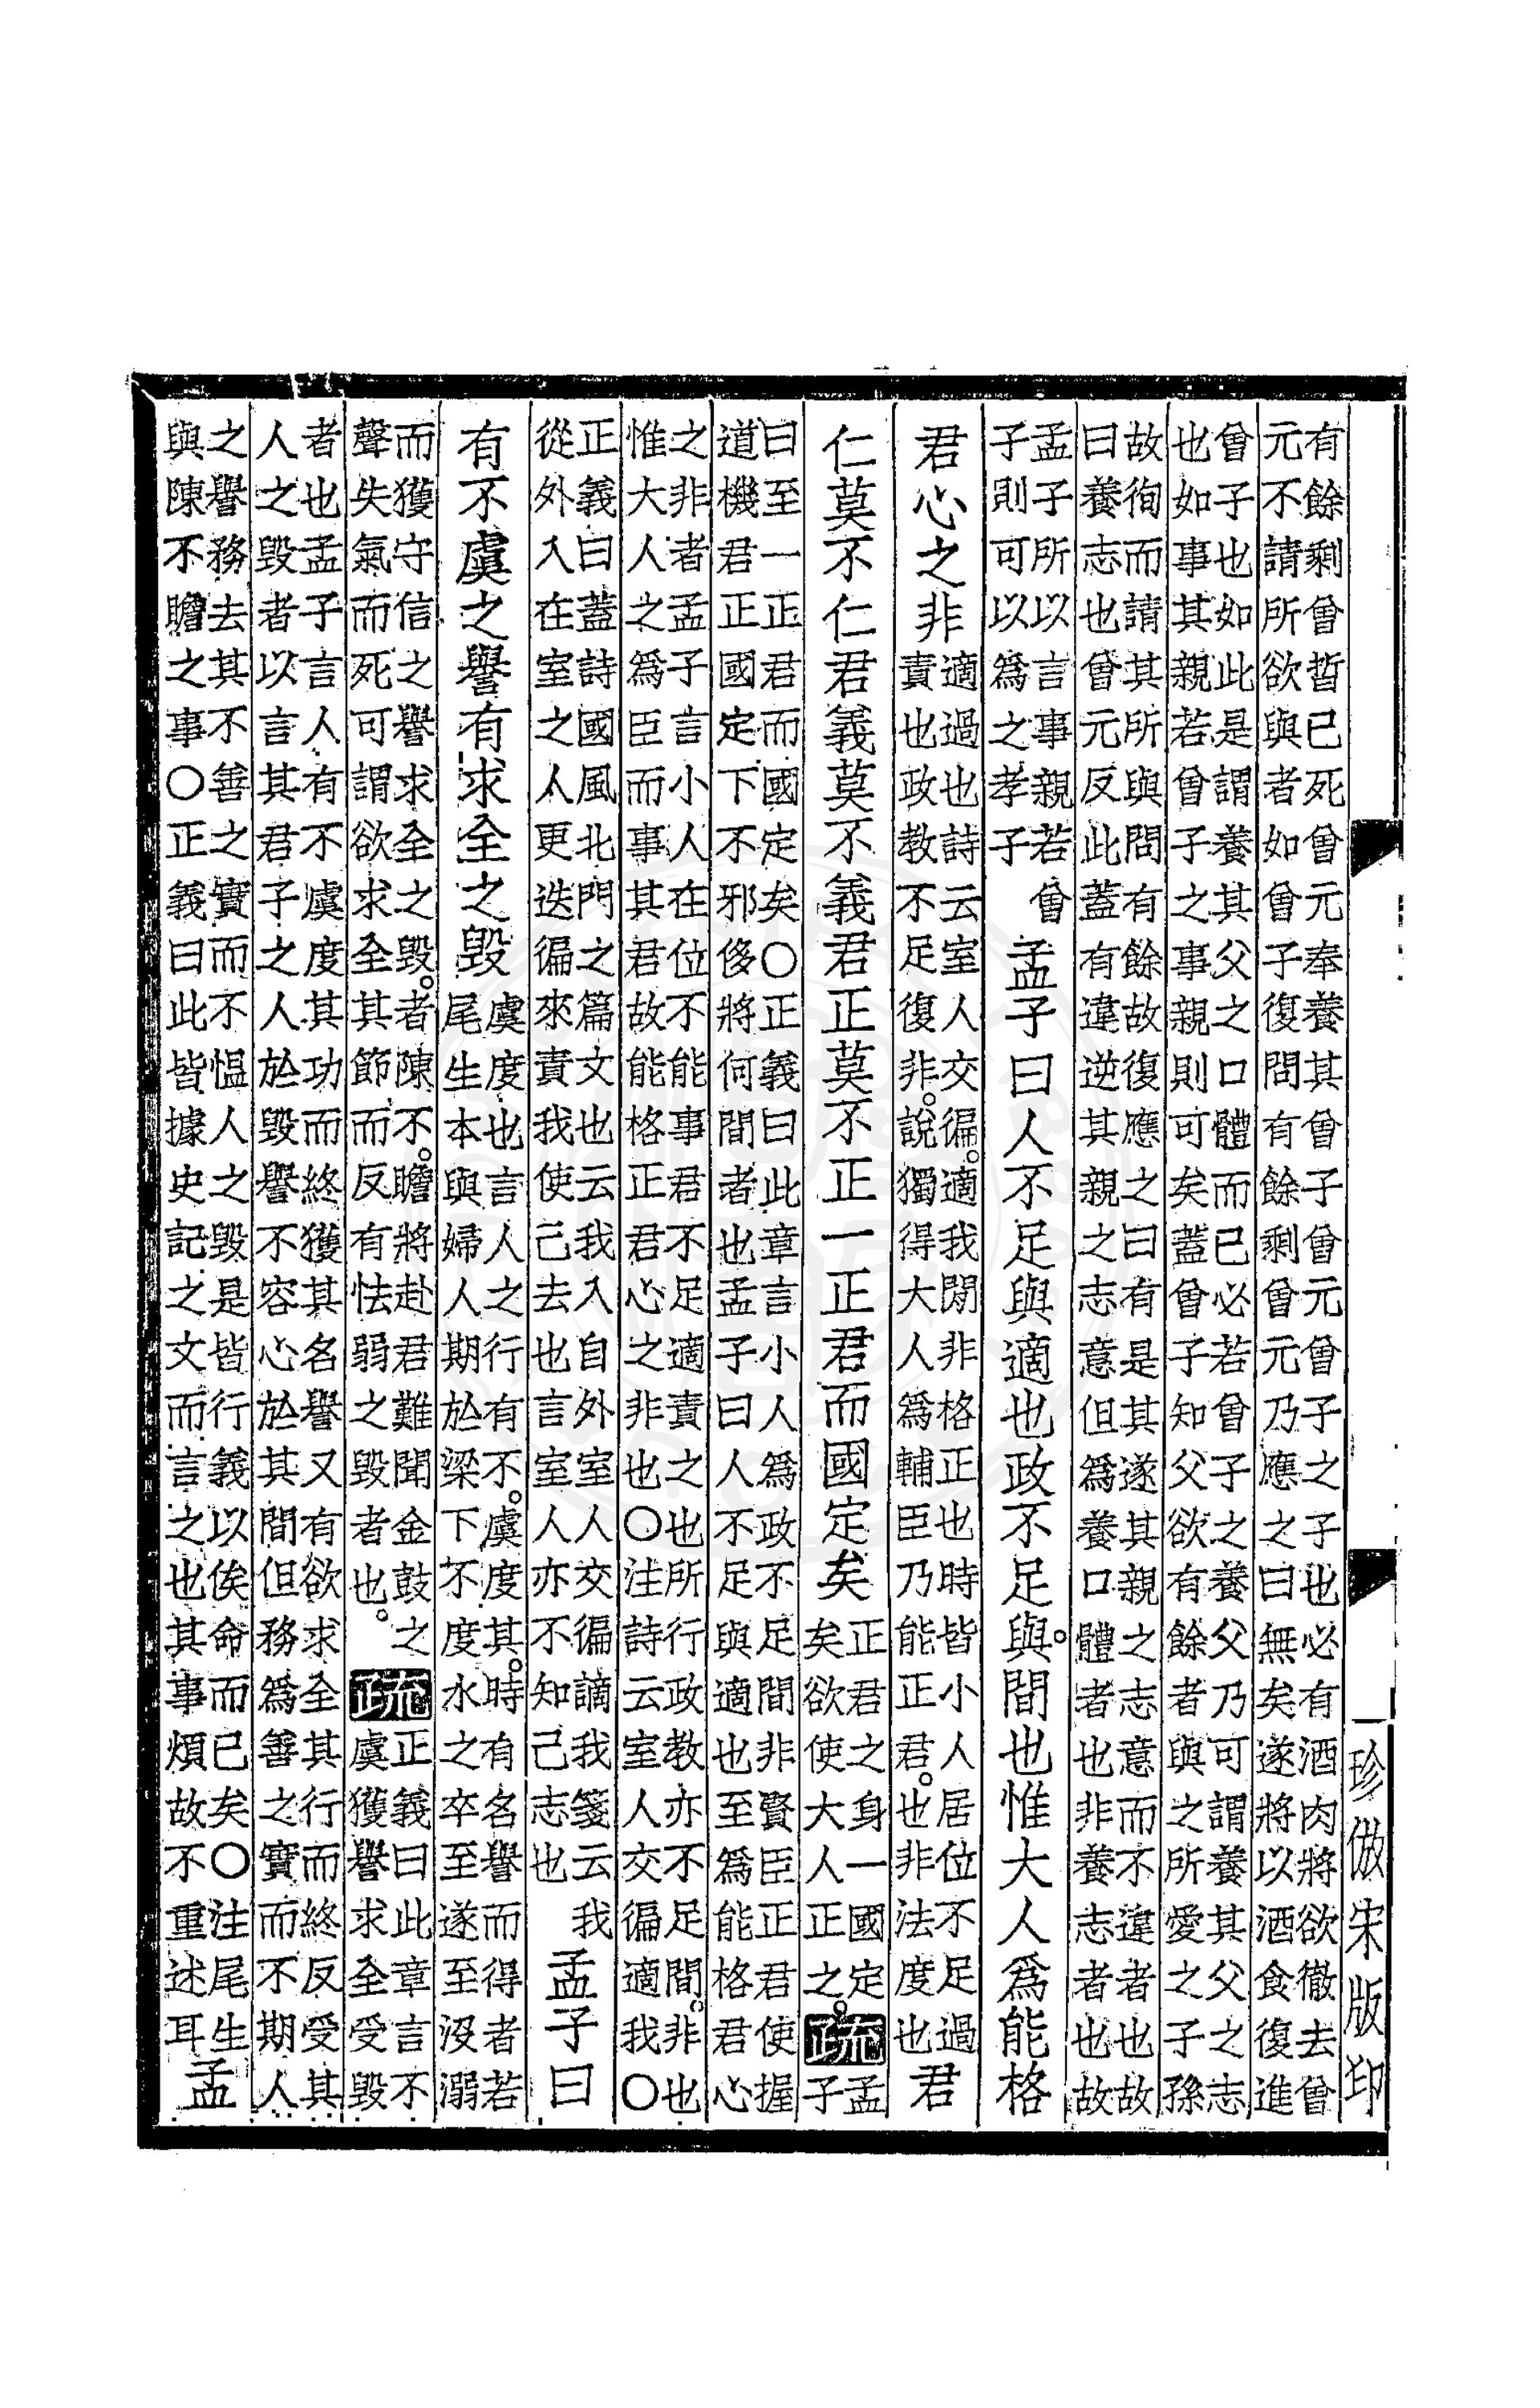 有餘剩曾晳已死曾元奉養其曾子曾元曾子之子也必有酒肉將欲徹去曾
元不請所欲與者如曾子復問有餘剩曾元乃應之曰無矣遂將以酒食復進
曾子也如此是謂養其父之口體而已必若曾子之養父乃可謂養其父之志
也如事其親若曾子之事親則可矣蓋曾子知父欲有餘者與之所愛之子孫
故徇而請其所與問有餘故復應之曰有是其遂其親之志意而不違者也故
曰養志也曾元反此蓋有違逆其親之志意但爲養口體者也非養志者也故
孟子所以言事親若曾
子則可以爲之孝子
孟子曰人不足與適也政不足與間也惟大人爲能格
君心之非
適過也詩云室人交徧適我閒非格正也時皆小人居位不足過
責也政教不足復非說獨得大人爲輔臣乃能正君也非法度也
君
仁莫不仁君義莫不義君正莫不正一正君而國定矣
正君之身一國定
矣欲使大人正之
疏
孟
子
曰至一正君而國定矣〇正義曰此章言小人爲政不足間非賢臣正君使握
道機君正國定下不邪侈將何間者也孟子曰人不足與適也至爲能格君心
之非者孟子言小人在位不能事君不足適責之也所行政教亦不足間非也
惟大人之爲臣而事其君故能格正君心之非也〇注詩云室人交徧適我〇
正義曰蓋詩國風北門之篇文也云我入自外室人交徧謫我箋云我
從外入在室之人更迭徧來責我使己去也言室人亦不知己志也
孟子曰
有不虞之譽有求全之毀
虞度也言人之行有不虞度其時有名譽而得者若
尾生本與婦人期於梁下不度水之卒至遂至沒溺
而獲守信之譽求全之毀者陳不瞻將赴君難聞金鼓之
聲失氣而死可謂欲求全其節而反有怯弱之毀者也
疏
正義曰此章言不
虞獲譽求全受毀
者也孟子言人有不虞度其功而終獲其名譽又有欲求全其行而終反受其
人之毀者以言其君子之人於毀譽不容心於其間但務爲善之實而不期人
之譽務去其不善之實而不慍人之毀是皆行義以俟命而已矣〇注尾生
與陳不瞻之事〇正義曰此皆據史記之文而言之也其事煩故不重述耳
孟
珍倣宋版印